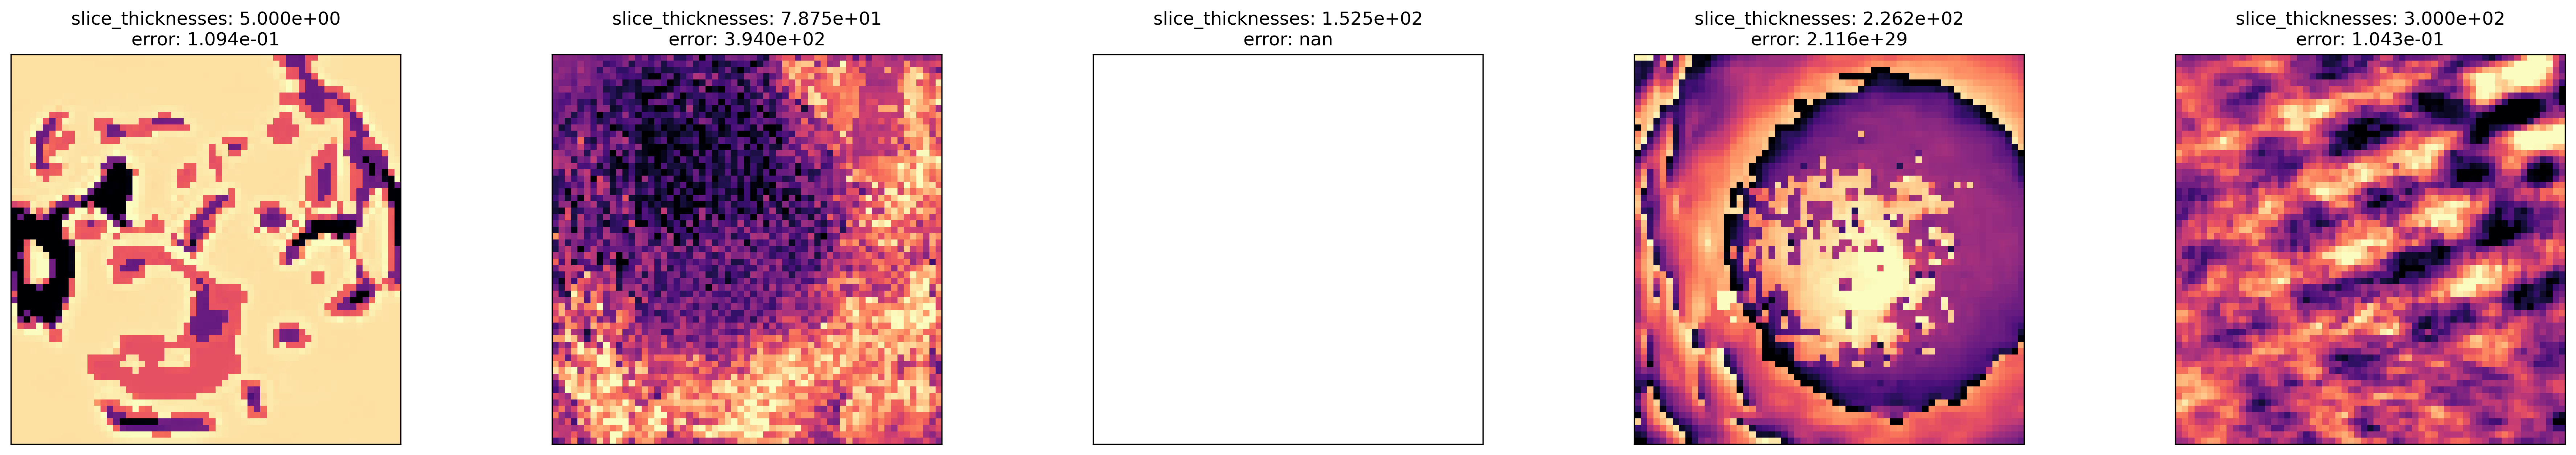 slice_thicknesses: 5.000e+00
error: 1.094e-01
slice_thicknesses: 7.875e+01
error: 3.940e+02
slice_thicknesses: 1.525e+02
error: nan
slice_thicknesses: 2.262e+02
error: 2.116e+29
slice_thicknesses: 3.000e+02
error: 1.043e-01